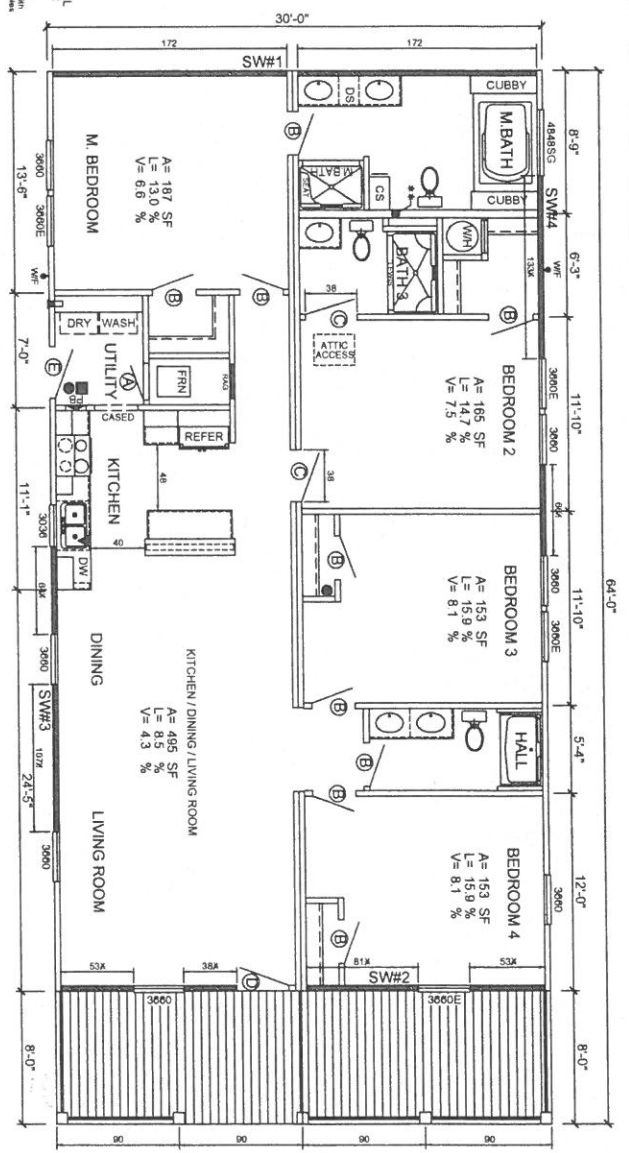 30'-0"
172
172
SW#1
64'-0"
8'-9"
6'-3"
11'-10"
11'-10"
5'-4"
12'-0"
8'-0"
13'-6"
7'-0"
11'-1"
24'-5"
8'-0"
M. BEDROOM
A= 187 SF
L= 13.0 %
V= 6.6 %
3660
3660E
W/F
B
DS
CUBBY
M.BATH
CUBBY
4848SG
SW#4
W/F
M.BATH
SEAT
CS
**
W/H
BATH 3
133X
38
C
B
B
B
ATTIC
ACCESS
BEDROOM 2
A= 165 SF
L= 14.7 %
V= 7.5 %
3660E
3660
C
38
DRY
WASH
UTILITY
A
E
PB
FRN
RAG
CASED
REFER
KITCHEN
48
40
3036
DW
BEDROOM 3
A= 153 SF
L= 15.9 %
V= 8.1 %
3660
3660E
B
B
DINING
3660
SW#3
KITCHEN / DINING / LIVING ROOM
A= 495 SF
L= 8.5 %
V= 4.3 %
HALL
B
B
LIVING ROOM
3660
BEDROOM 4
A= 153 SF
L= 15.9 %
V= 8.1 %
3660
B
53X
38X
D
81X
SW#2
53X
3660
3660E
90
90
90
90